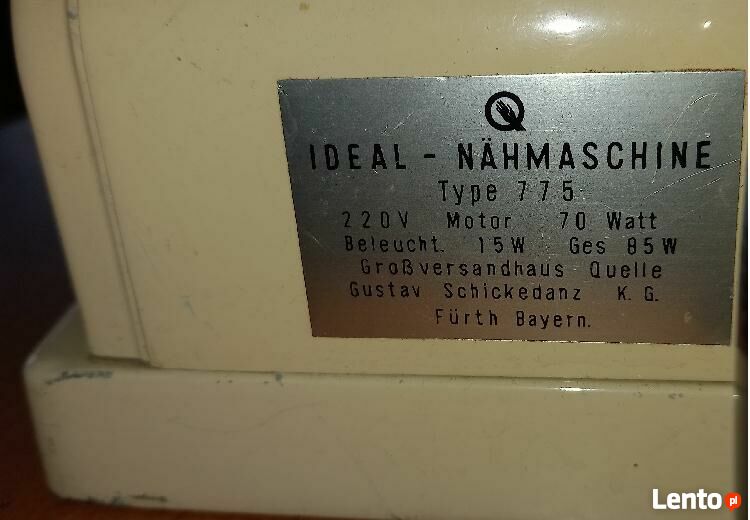 Q
IDEAL - NÄHMASCHINE
Type 775
220V Motor 70 Watt
Beleucht. 15W Ges 85W
Großversandhaus Quelle
Gustav Schickedanz K. G.
Fürth Bayern.
Lento.pl